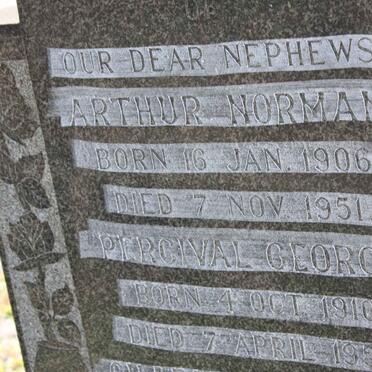 OUR DEAR NEPHEWS
ARTHUR NORMAN
BORN 16 JAN. 1906
DIED 7 NOV. 1951
PERCIVAL GEORG
BORN 4 OCT. 1910
DIED 7 APRIL